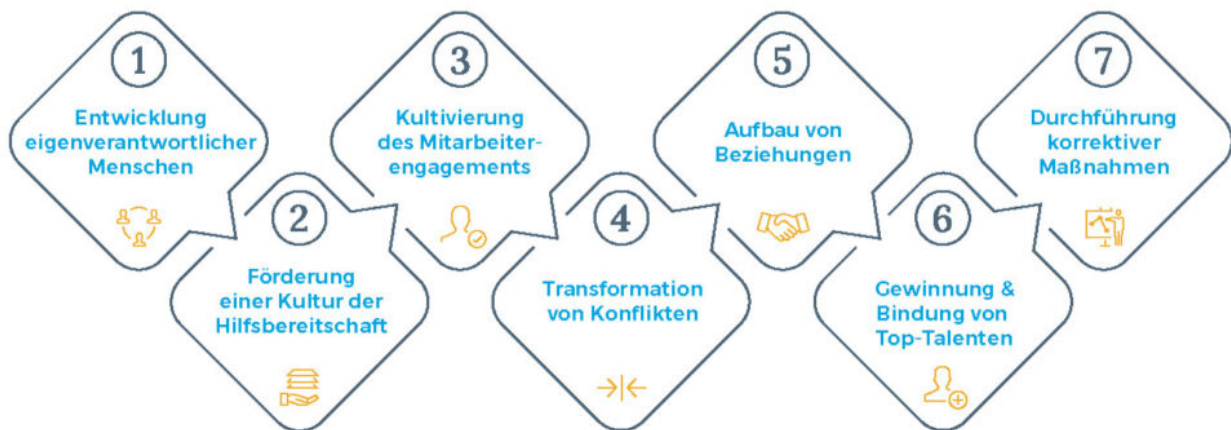 1
Entwicklung
eigenverantwortlicher
Menschen
2
Förderung
einer Kultur der
Hilfsbereitschaft
3
Kultivierung
des Mitarbeiter-
engagements
4
Transformation
von Konflikten
5
Aufbau von
Beziehungen
6
Gewinnung &
Bindung von
Top-Talenten
7
Durchführung
korrektiver
Maßnahmen